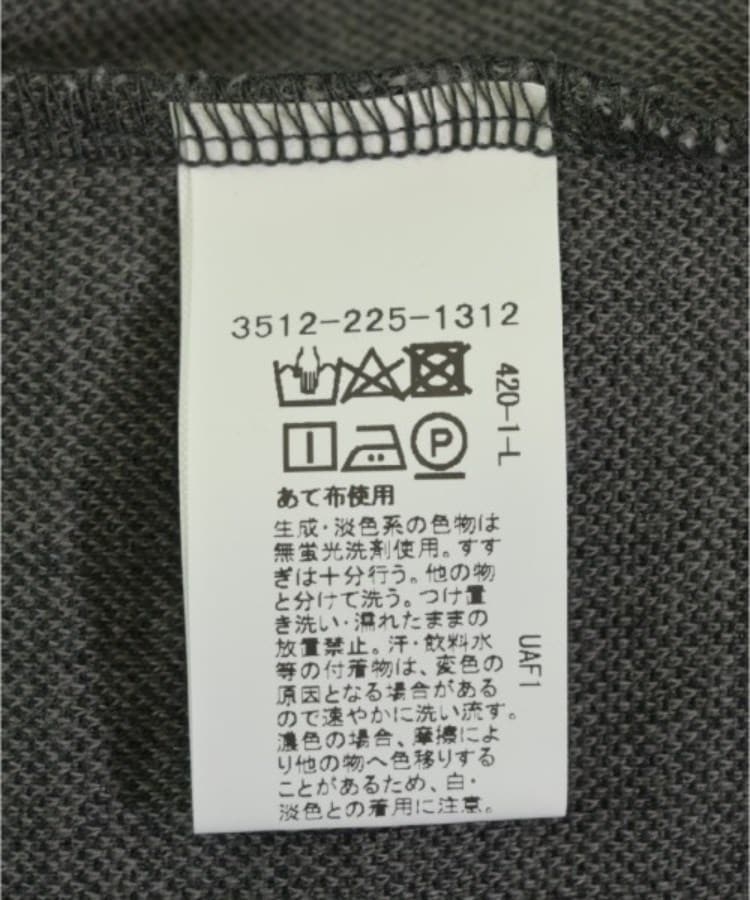 3512-225-1312
420-1-L
P
あて布使用
生成・淡色系の色物は
無蛍光洗剤使用。すす
ぎは十分行う。他の物
と分けて洗う。つけ置
き洗い・濡れたままの
放置禁止。汗・飲料水
等の付着物は、変色の
原因となる場合がある
ので速やかに洗い流す。
濃色の場合、摩擦によ
り他の物へ色移りする
ことがあるため、白・
淡色との着用に注意。
UAF1